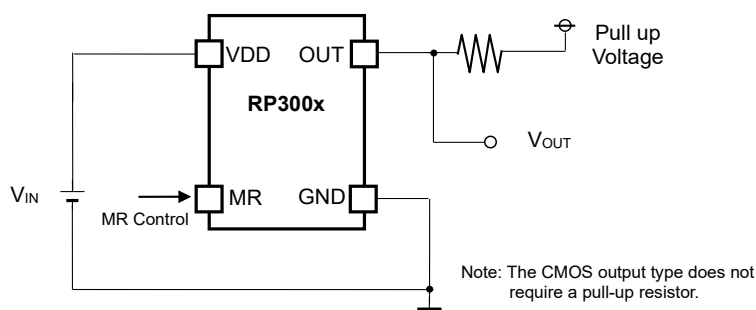 Pull up
Voltage
VDD
OUT
RP300x
VOUT
VIN
MR
GND
MR Control
Note: The CMOS output type does not
require a pull-up resistor.